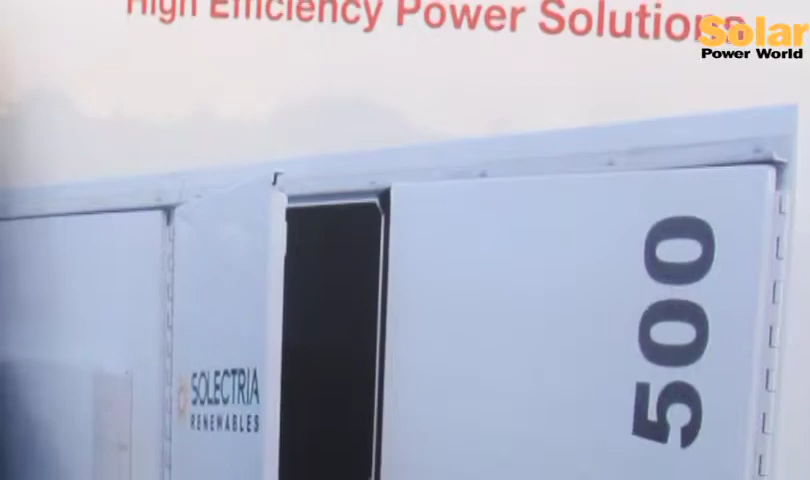 High Efficiency Power Solutions
Solar
Power World
SOLECTRIA
RENEWABLES
500